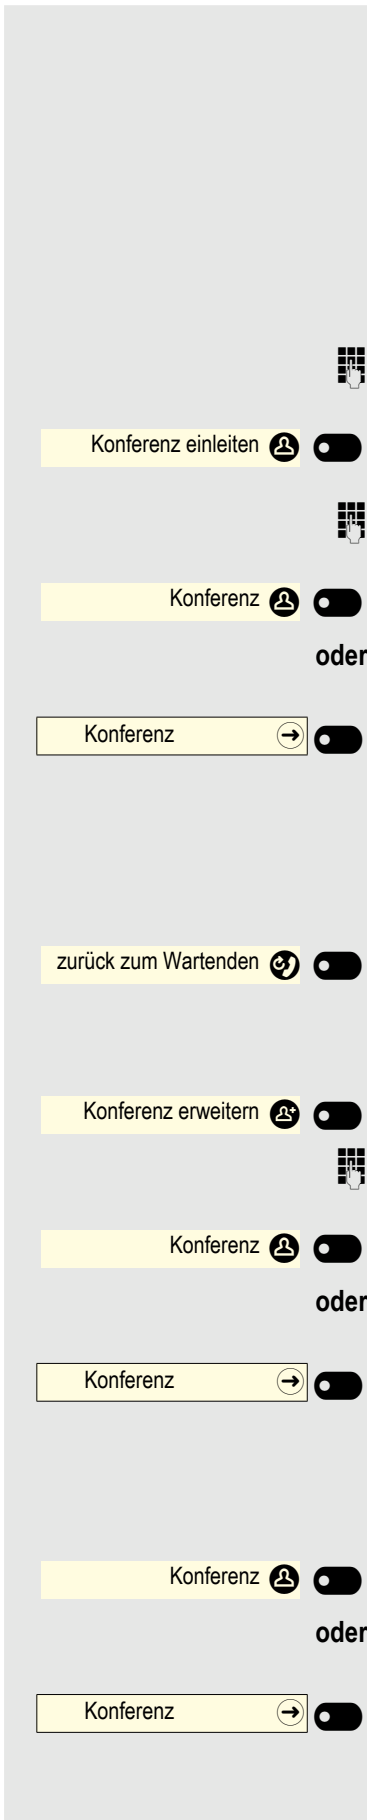 Konferenz einleiten
Konferenz
oder
Konferenz
zurück zum Wartenden
Konferenz erweitern
Konferenz
oder
Konferenz
Konferenz
oder
Konferenz